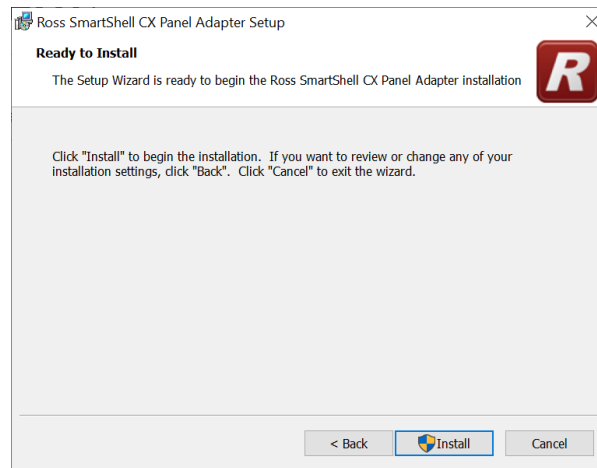 Ross SmartShell CX Panel Adapter Setup
Ready to Install
The Setup Wizard is ready to begin the Ross SmartShell CX Panel Adapter installation
R
Click "Install" to begin the installation.  If you want to review or change any of your
installation settings, click "Back".  Click "Cancel" to exit the wizard.
< Back
Install
Cancel